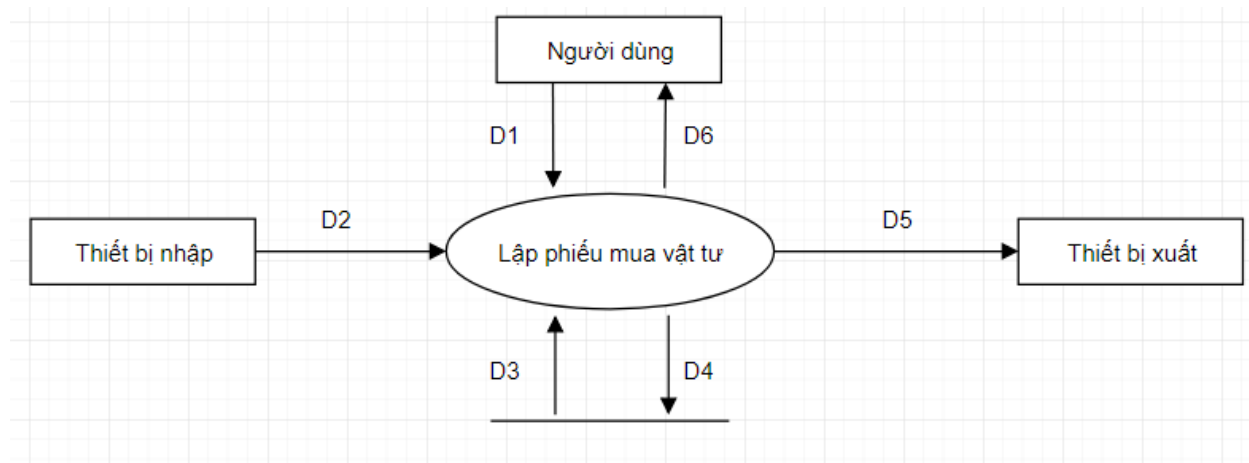 Người dùng
D1
D6
D2
D5
Thiết bị nhập
Lập phiếu mua vật tư
Thiết bị xuất
D3
D4